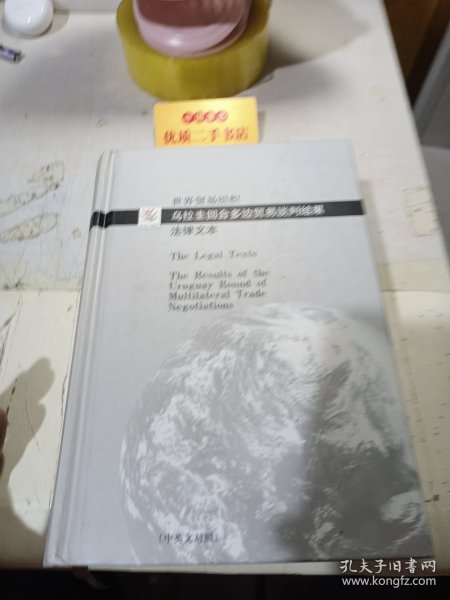 优顷二手书店
世界贸易组织
乌拉圭回合多边贸易谈判结果
法律文本
The Legal Texts
The Results of the
Uruguay Round of
Multilateral Trade
Negotiations
[中英文对照]
孔夫子旧书网
www.kongfz.com